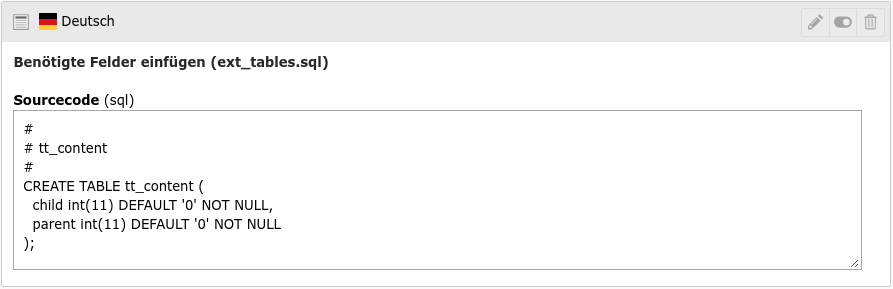 Deutsch
Benötigte Felder einfügen (ext_tables.sql)
Sourcecode (sql)
#
# tt_content
#
CREATE TABLE tt_content (
  child int(11) DEFAULT '0' NOT NULL,
  parent int(11) DEFAULT '0' NOT NULL
);